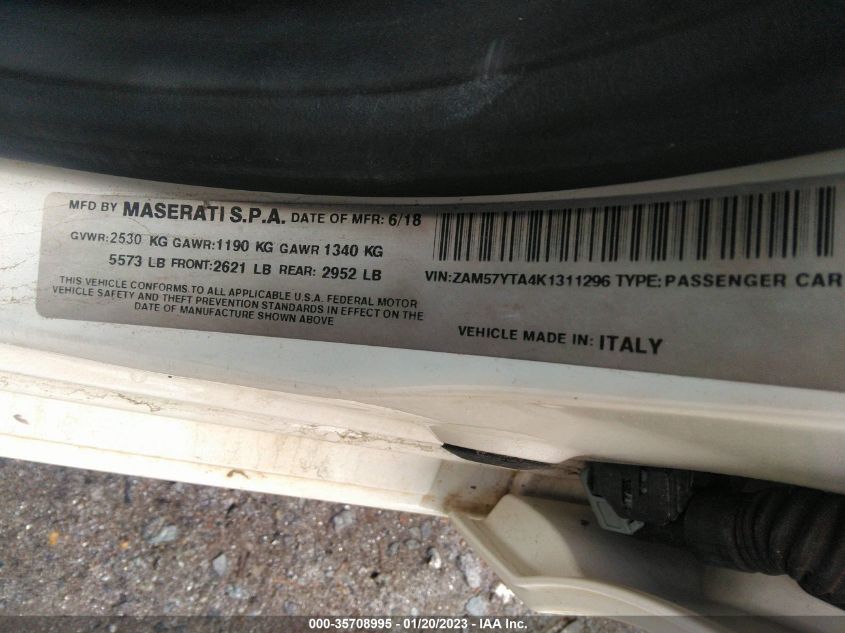 MFD BY MASERATI S.P.A. DATE OF MFR: 6/18
GVWR:2530 KG GAWR:1190 KG GAWR 1340 KG
5573 LB FRONT:2621 LB REAR: 2952 LB
THIS VEHICLE CONFORMS TO ALL APPLICABLE U.S.A. FEDERAL MOTOR
VEHICLE SAFETY AND THEFT PREVENTION STANDARDS IN EFFECT ON THE
DATE OF MANUFACTURE SHOWN ABOVE
VIN:ZAM57YTA4K1311296 TYPE:PASSENGER CAR
VEHICLE MADE IN: ITALY
000-35708995 - 01/20/2023 - IAA Inc.